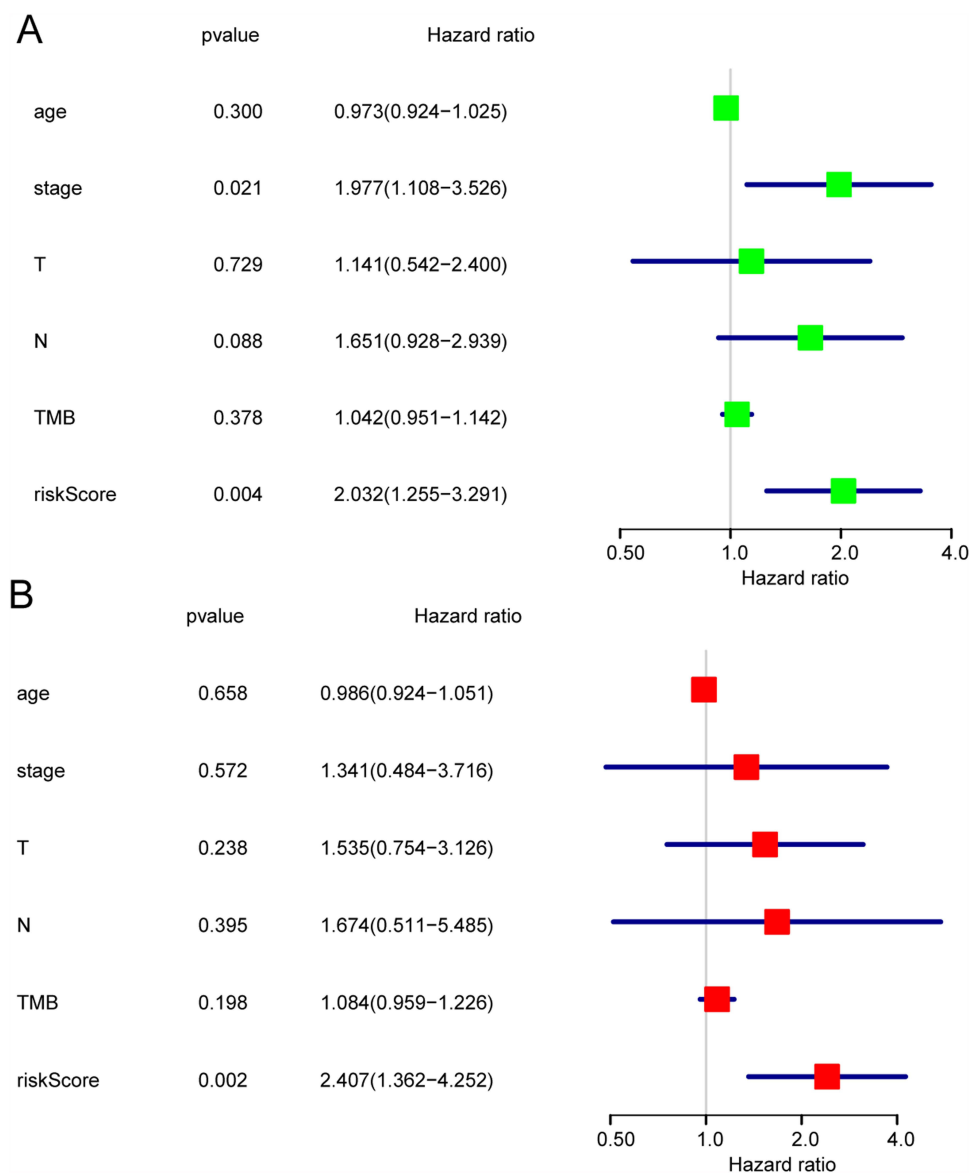 A
pvalue Hazard ratio
age 0.300 0.973(0.924−1.025)
stage 0.021 1.977(1.108−3.526)
T 0.729 1.141(0.542−2.400)
N 0.088 1.651(0.928−2.939)
TMB 0.378 1.042(0.951−1.142)
riskScore 0.004 2.032(1.255−3.291)
0.50 1.0 2.0 4.0
Hazard ratio
B
pvalue Hazard ratio
age 0.658 0.986(0.924−1.051)
stage 0.572 1.341(0.484−3.716)
T 0.238 1.535(0.754−3.126)
N 0.395 1.674(0.511−5.485)
TMB 0.198 1.084(0.959−1.226)
riskScore 0.002 2.407(1.362−4.252)
0.50 1.0 2.0 4.0
Hazard ratio